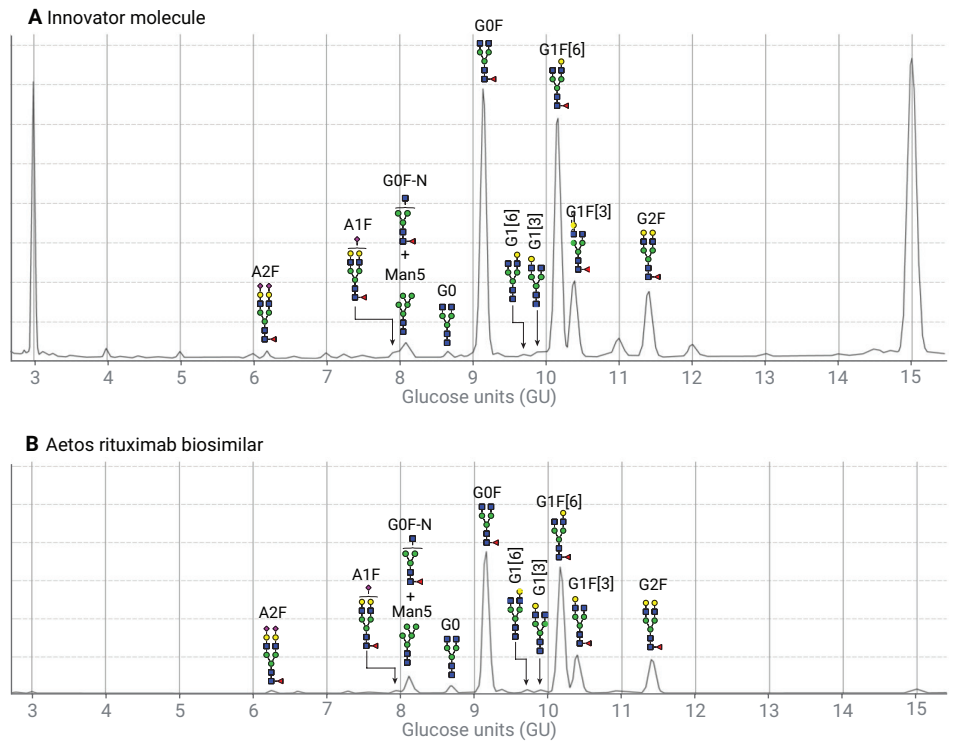 A Innovator molecule
G0F
G1F[6]
G0F-N
A1F
+
Man5
G1[6]
G1[3]
G1F[3]
G2F
A2F
G0
3 4 5 6 7 8 9 10 11 12 13 14 15
Glucose units (GU)
B Aetos rituximab biosimilar
G0F
G1F[6]
G0F-N
A1F
+
Man5
G1[6]
G1[3]
G1F[3]
G2F
A2F
G0
3 4 5 6 7 8 9 10 11 12 13 14 15
Glucose units (GU)